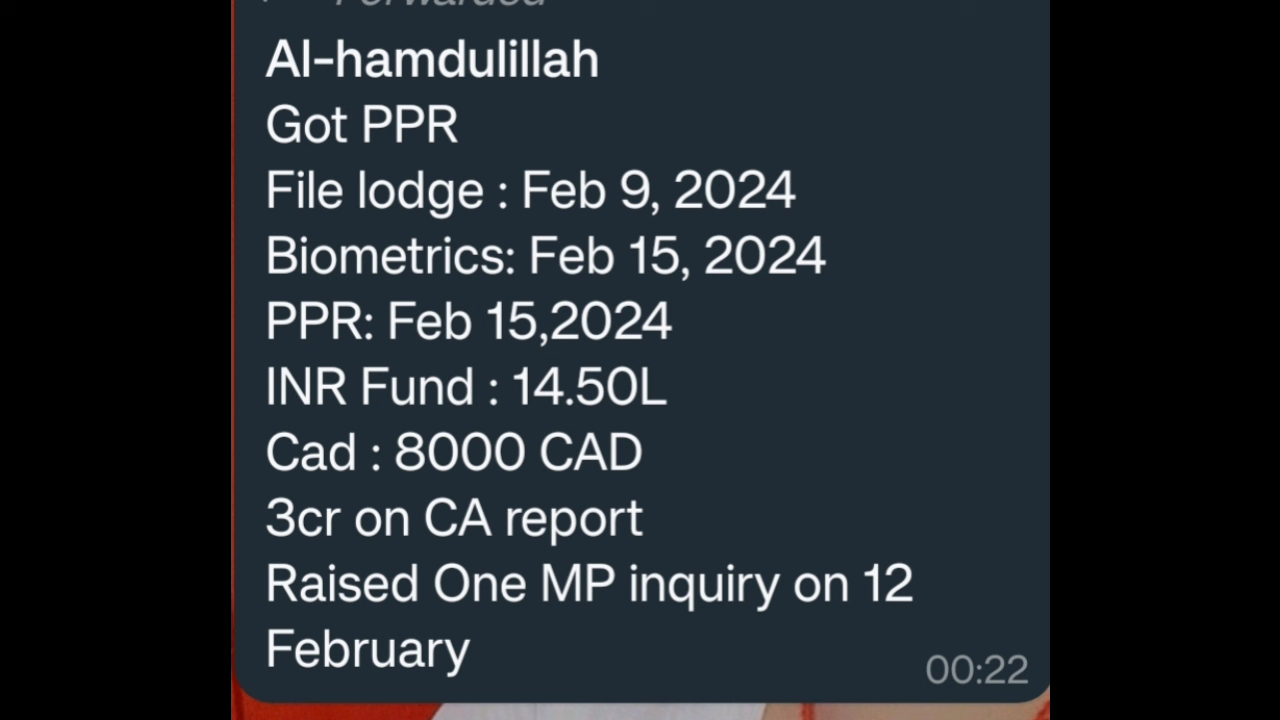 Forwarded
Al-hamdulillah
Got PPR
File lodge : Feb 9, 2024
Biometrics: Feb 15, 2024
PPR: Feb 15,2024
INR Fund : 14.50L
Cad : 8000 CAD
3cr on CA report
Raised One MP inquiry on 12
February
00:22